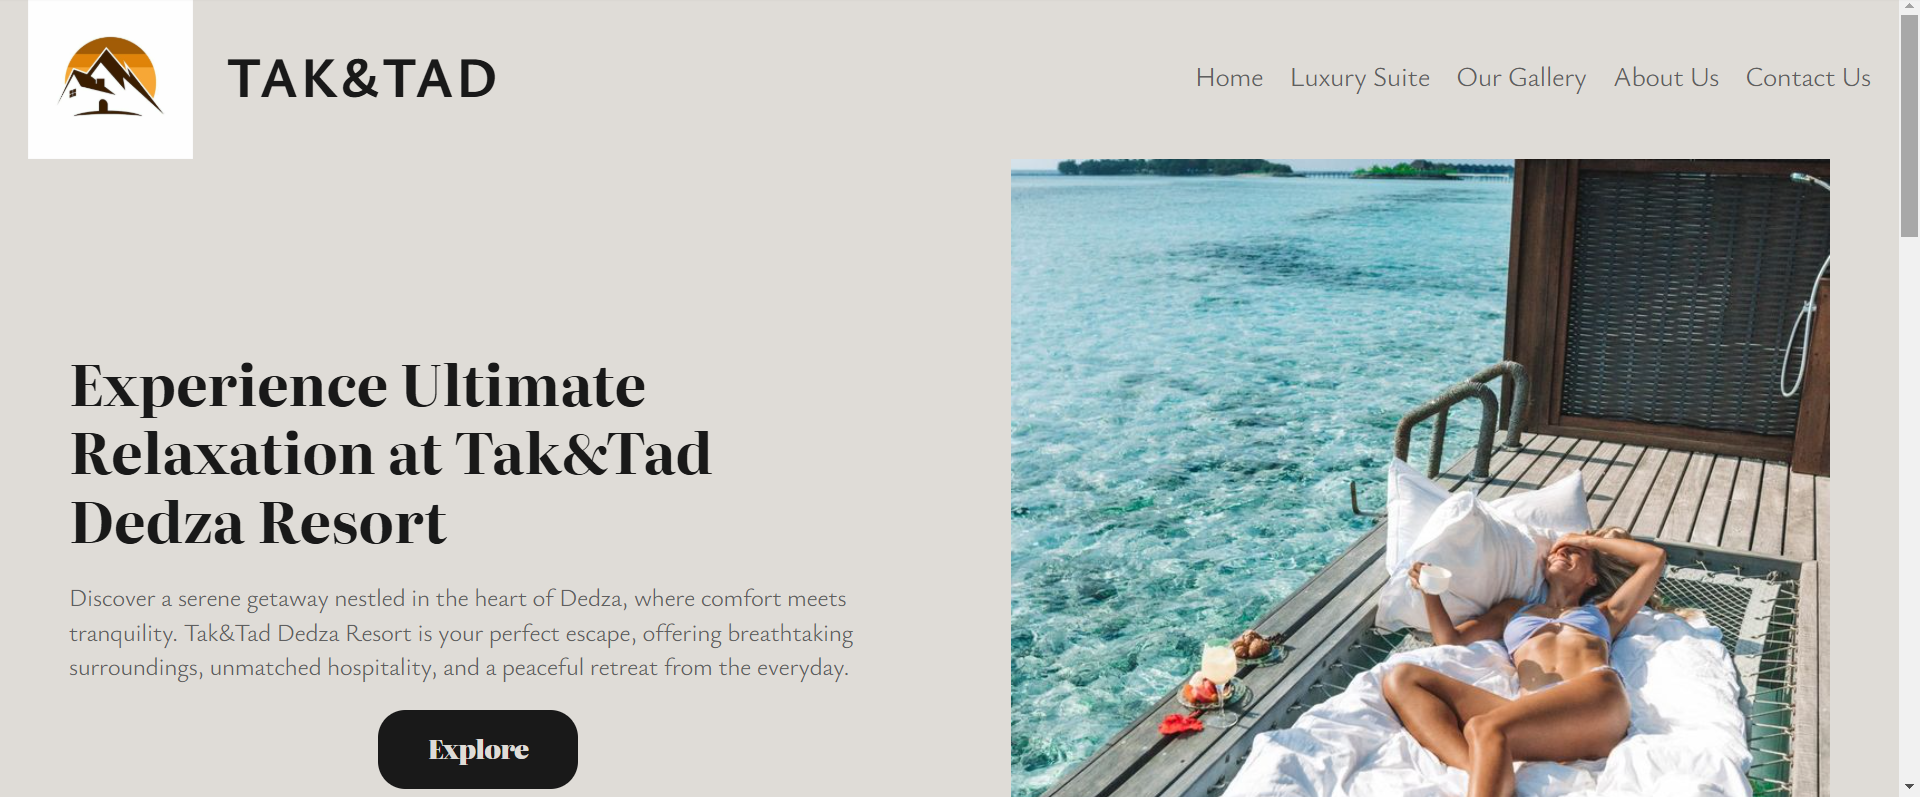 TAK&TAD
Home Luxury Suite Our Gallery About Us Contact Us
Experience Ultimate
Relaxation at Tak&Tad
Dedza Resort
Discover a serene getaway nestled in the heart of Dedza, where comfort meets
tranquility. Tak&Tad Dedza Resort is your perfect escape, offering breathtaking
surroundings, unmatched hospitality, and a peaceful retreat from the everyday.
Explore